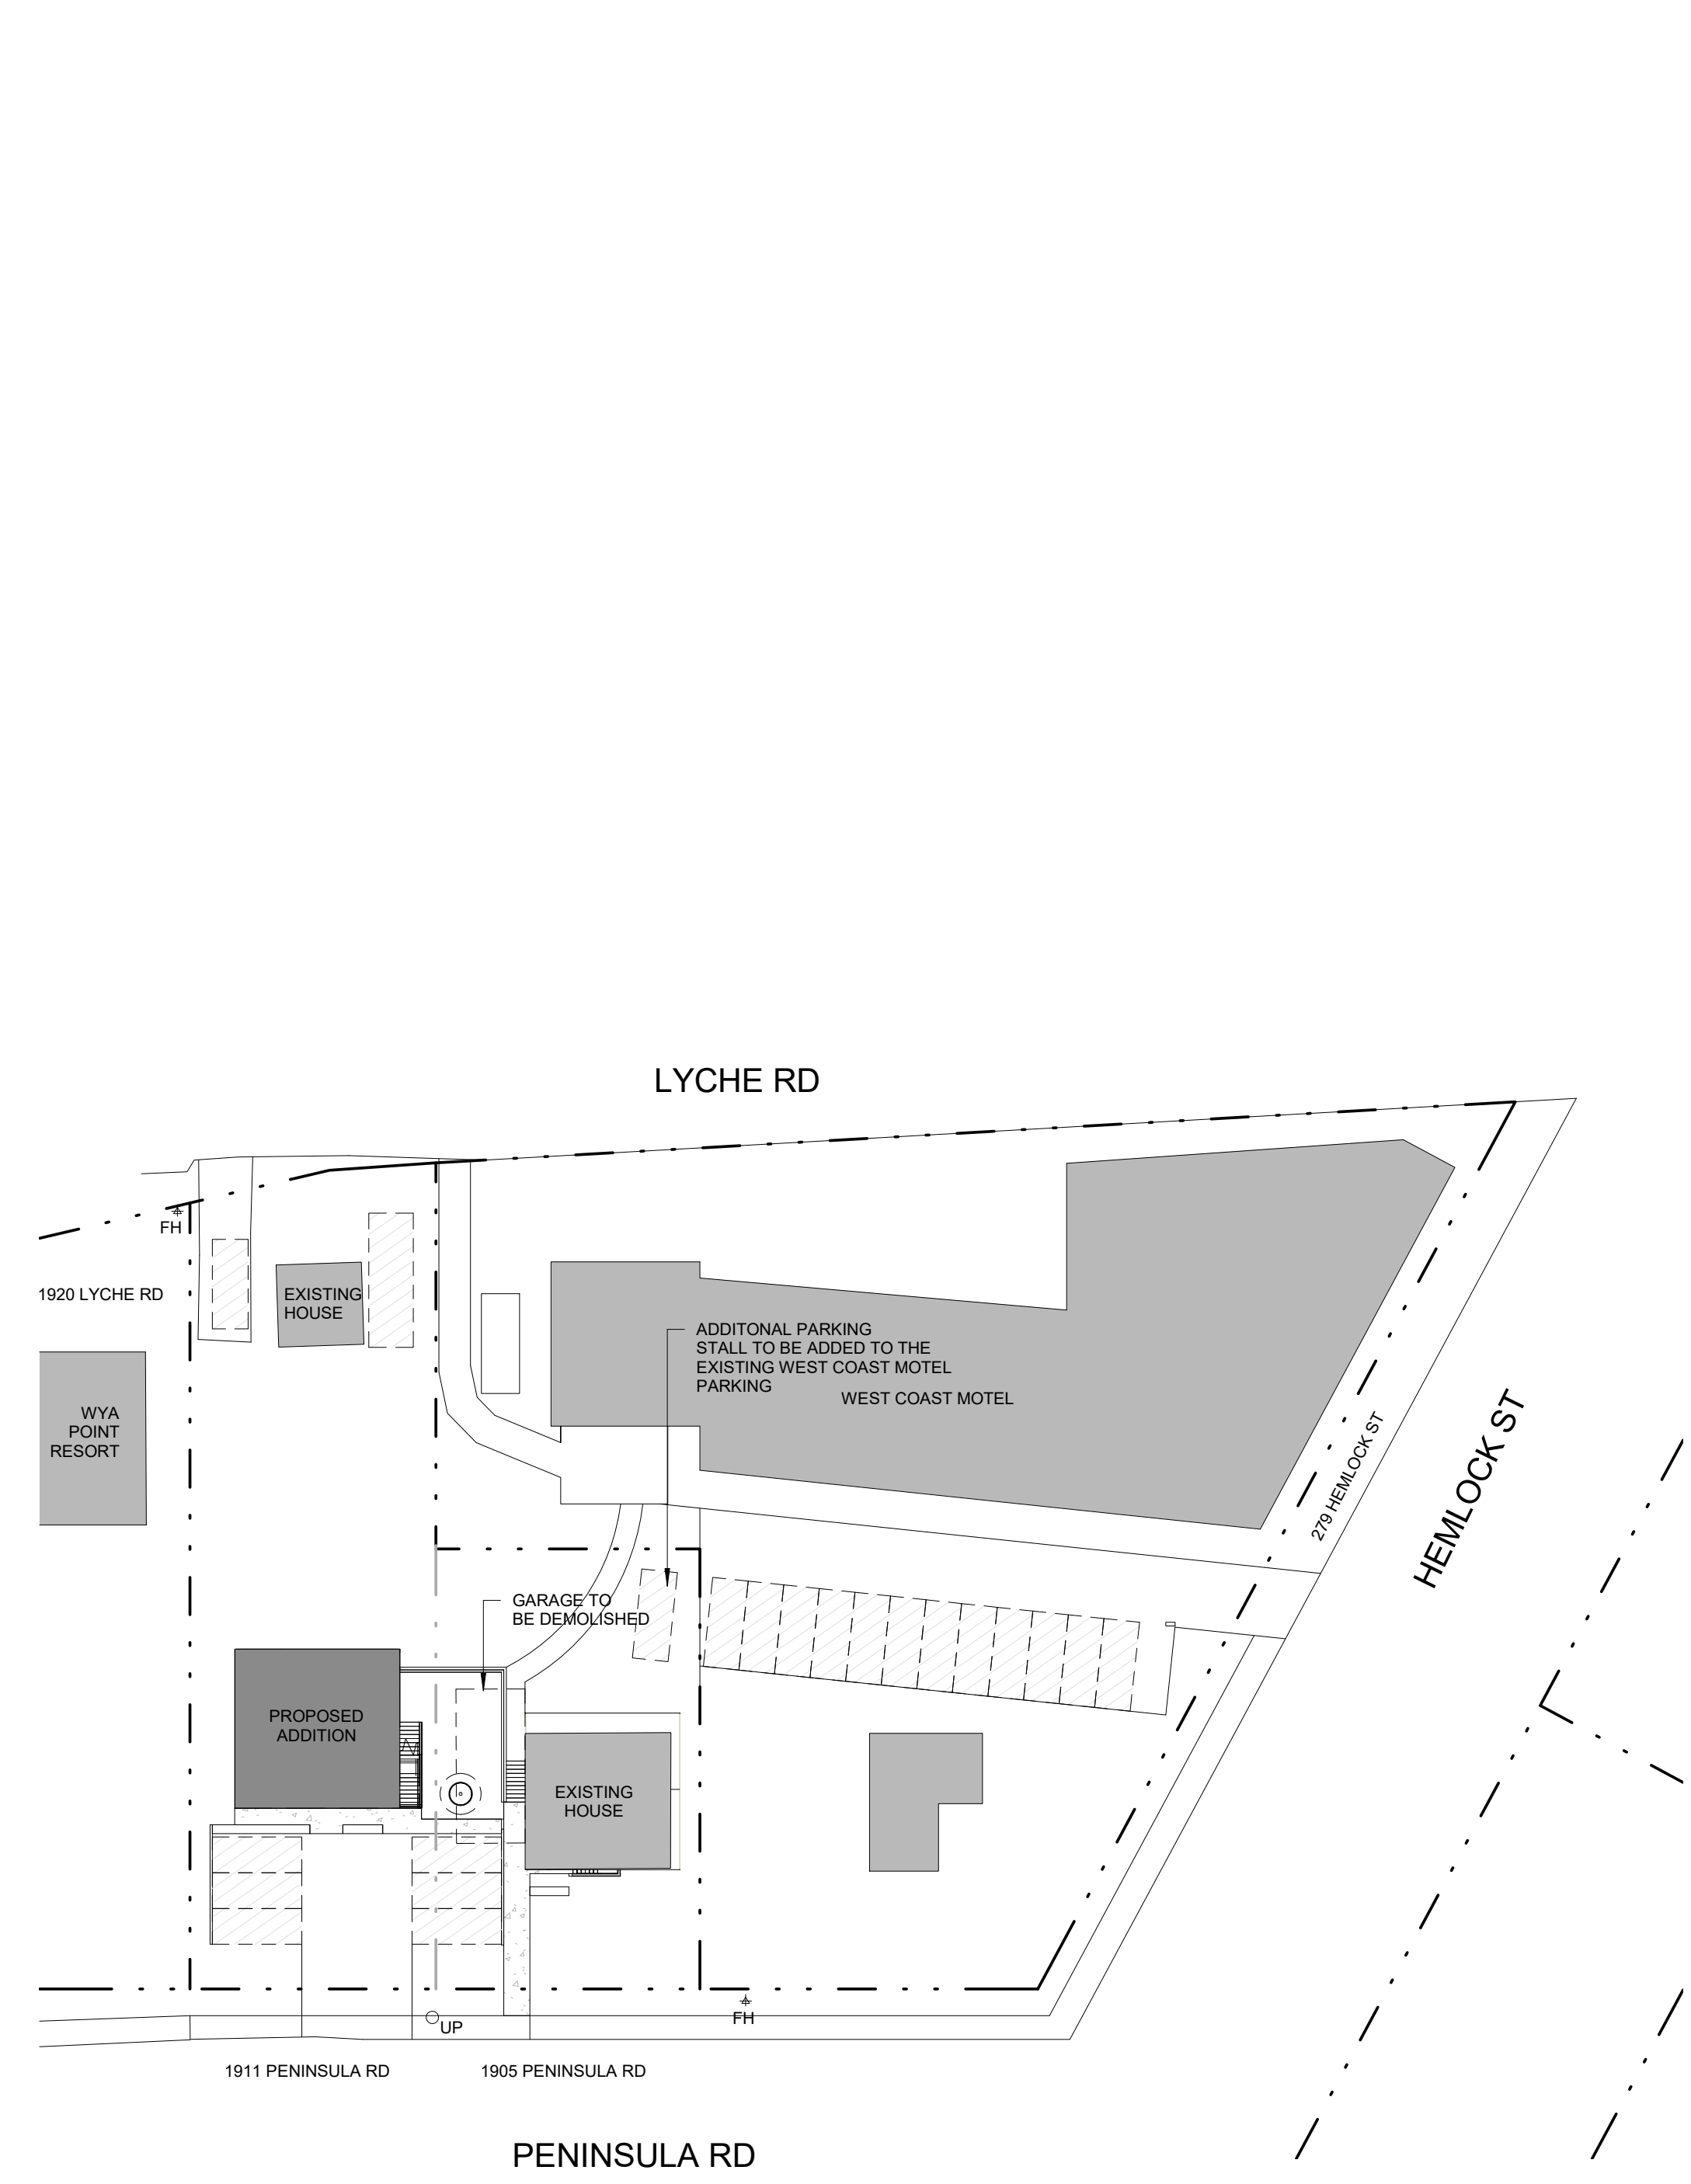 LYCHE RD
FH
1920 LYCHE RD
EXISTING
HOUSE
ADDITONAL PARKING
STALL TO BE ADDED TO THE
EXISTING WEST COAST MOTEL
PARKING
WEST COAST MOTEL
WYA
POINT
RESORT
279 HEMLOCK ST
HEMLOCK ST
GARAGE TO
BE DEMOLISHED
PROPOSED
ADDITION
EXISTING
HOUSE
FH
UP
1911 PENINSULA RD
1905 PENINSULA RD
PENINSULA RD